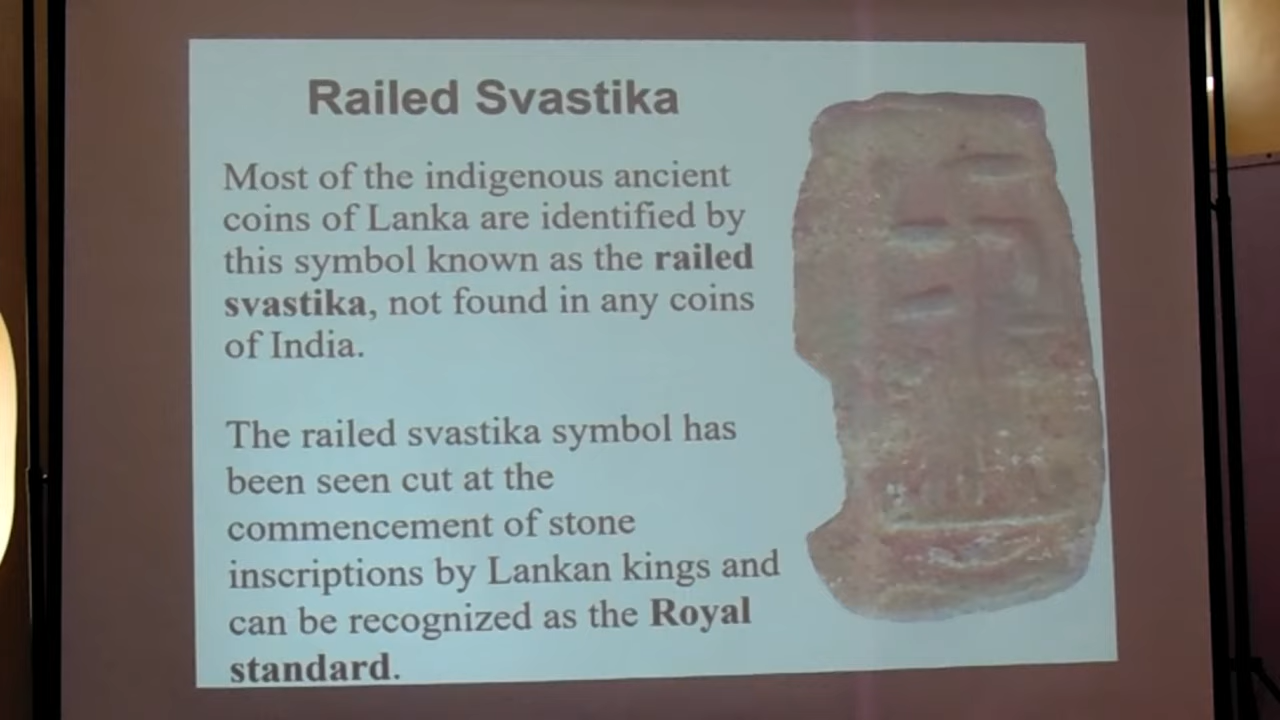 Railed Svastika
Most of the indigenous ancient
coins of Lanka are identified by
this symbol known as the railed
svastika, not found in any coins
of India.
The railed svastika symbol has
been seen cut at the
commencement of stone
inscriptions by Lankan kings and
can be recognized as the Royal
standard.